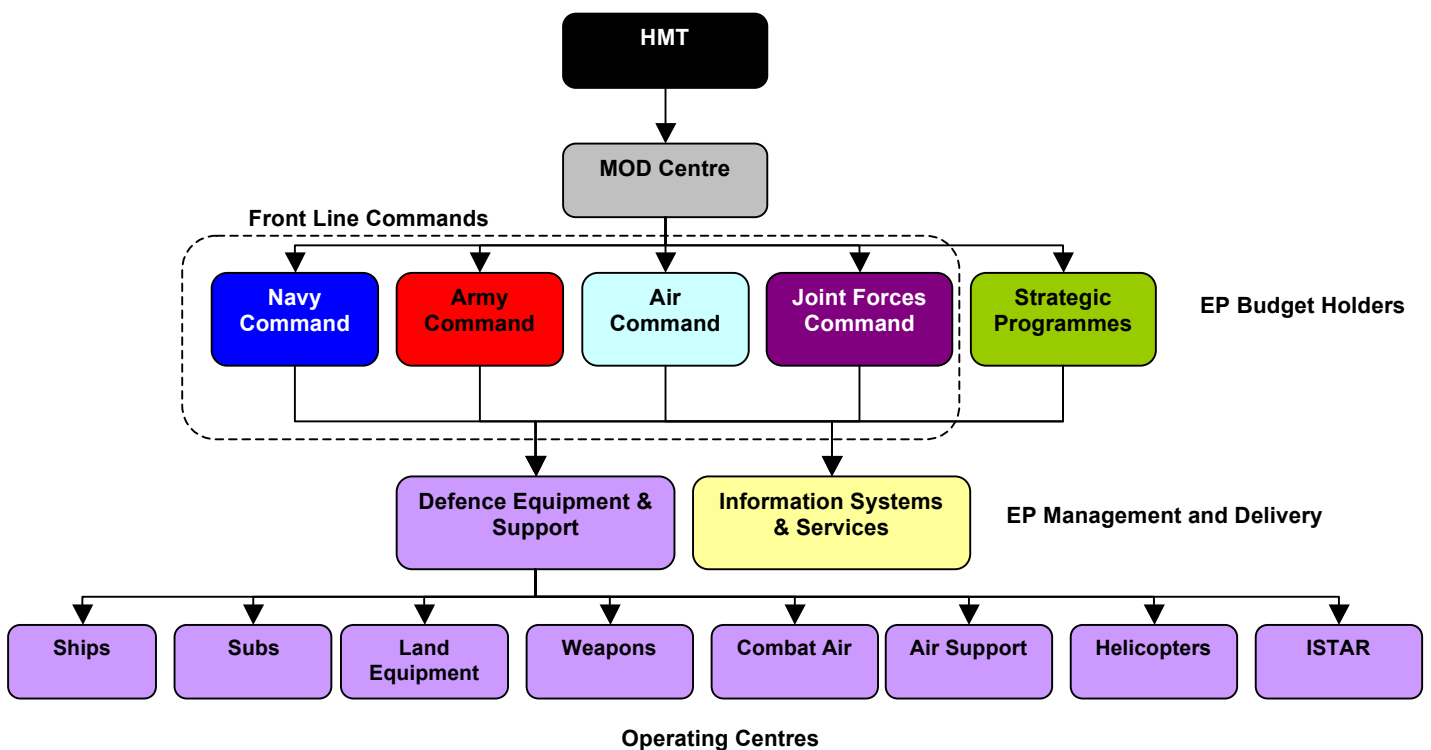 HMT
MOD Centre
Front Line Commands
Navy
Command
Army
Command
Air
Command
Joint Forces
Command
Strategic
Programmes
EP Budget Holders
Defence Equipment &
Support
Information Systems
& Services
EP Management and Delivery
Ships
Subs
Land
Equipment
Weapons
Combat Air
Air Support
Helicopters
ISTAR
Operating Centres